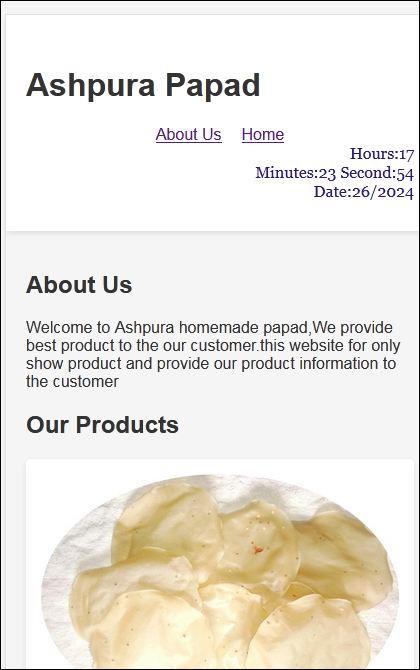 Ashpura Papad
About Us Home
Hours:17
Minutes:23 Second:54
Date:26/2024
About Us
Welcome to Ashpura homemade papad,We provide
best product to the our customer.this website for only
show product and provide our product information to
the customer
Our Products